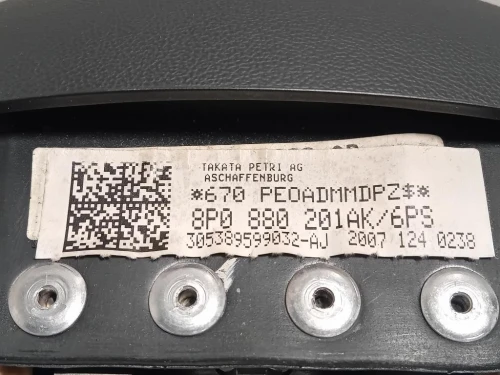 TAKATA PETRI AG
ASCHAFFENBURG
*670 PEOADMMDPZ$*
8P0 880 201AK/6PS
305389599032-AJ 2007 124 0238